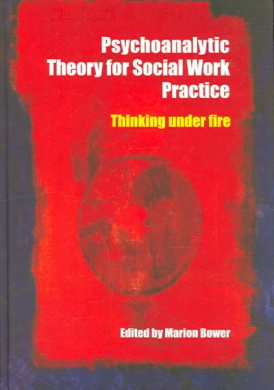 Psychoanalytic
Theory for Social Work
Practice
Thinking under fire
Edited by Marion Bower